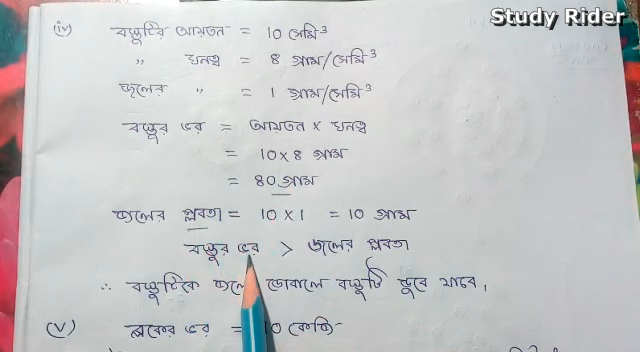 Study Rider
(iv) বস্তুটির আয়তন = 10 সেমি³
" ঘনত্ব = 8 গ্রাম/সেমি³
জলের " = 1 গ্রাম/সেমি³
বস্তুর ভর = আয়তন x ঘনত্ব
= 10 x 8 গ্রাম
= 80 গ্রাম
জলের প্লবতা = 10 x 1 = 10 গ্রাম
বস্তুর ভর > জলের প্লবতা
∴ বস্তুটিকে জলে ডোবালে বস্তুটি ডুবে যাবে।
(v) ব্লকের ভর =